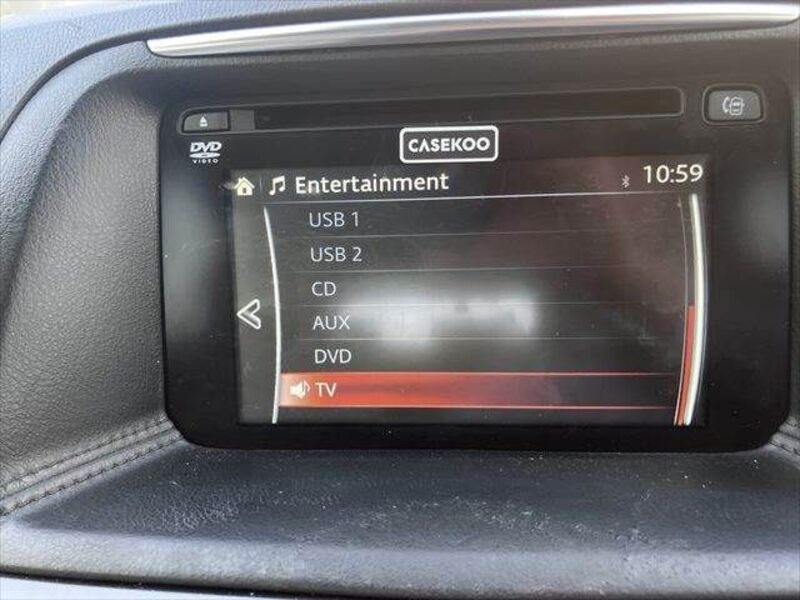 DVD
VIDEO
CASEKOO
Entertainment 10:59
USB 1
USB 2
CD
AUX
DVD
TV